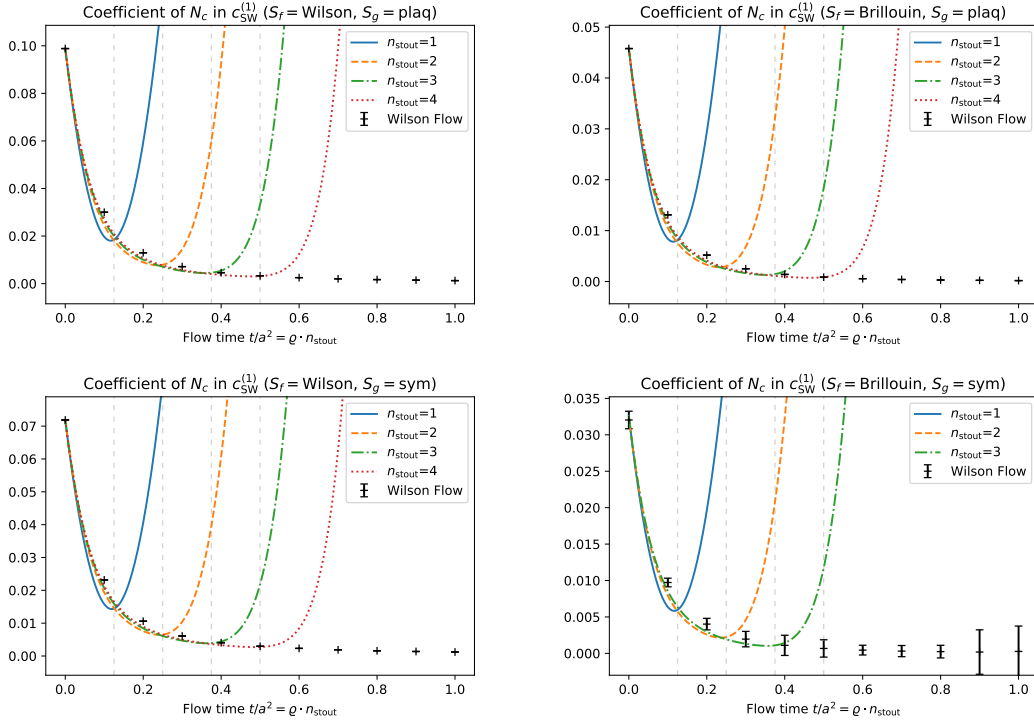 Coefficient of N_c in c_SW^(1) (S_f = Wilson, S_g = plaq)
0.10
0.08
0.06
0.04
0.02
0.00
n_stout=1
n_stout=2
n_stout=3
n_stout=4
Wilson Flow
0.0 0.2 0.4 0.6 0.8 1.0
Flow time t/a² = ϱ · n_stout
Coefficient of N_c in c_SW^(1) (S_f = Brillouin, S_g = plaq)
0.05
0.04
0.03
0.02
0.01
0.00
n_stout=1
n_stout=2
n_stout=3
n_stout=4
Wilson Flow
0.0 0.2 0.4 0.6 0.8 1.0
Flow time t/a² = ϱ · n_stout
Coefficient of N_c in c_SW^(1) (S_f = Wilson, S_g = sym)
0.07
0.06
0.05
0.04
0.03
0.02
0.01
0.00
n_stout=1
n_stout=2
n_stout=3
n_stout=4
Wilson Flow
0.0 0.2 0.4 0.6 0.8 1.0
Flow time t/a² = ϱ · n_stout
Coefficient of N_c in c_SW^(1) (S_f = Brillouin, S_g = sym)
0.035
0.030
0.025
0.020
0.015
0.010
0.005
0.000
n_stout=1
n_stout=2
n_stout=3
Wilson Flow
0.0 0.2 0.4 0.6 0.8 1.0
Flow time t/a² = ϱ · n_stout